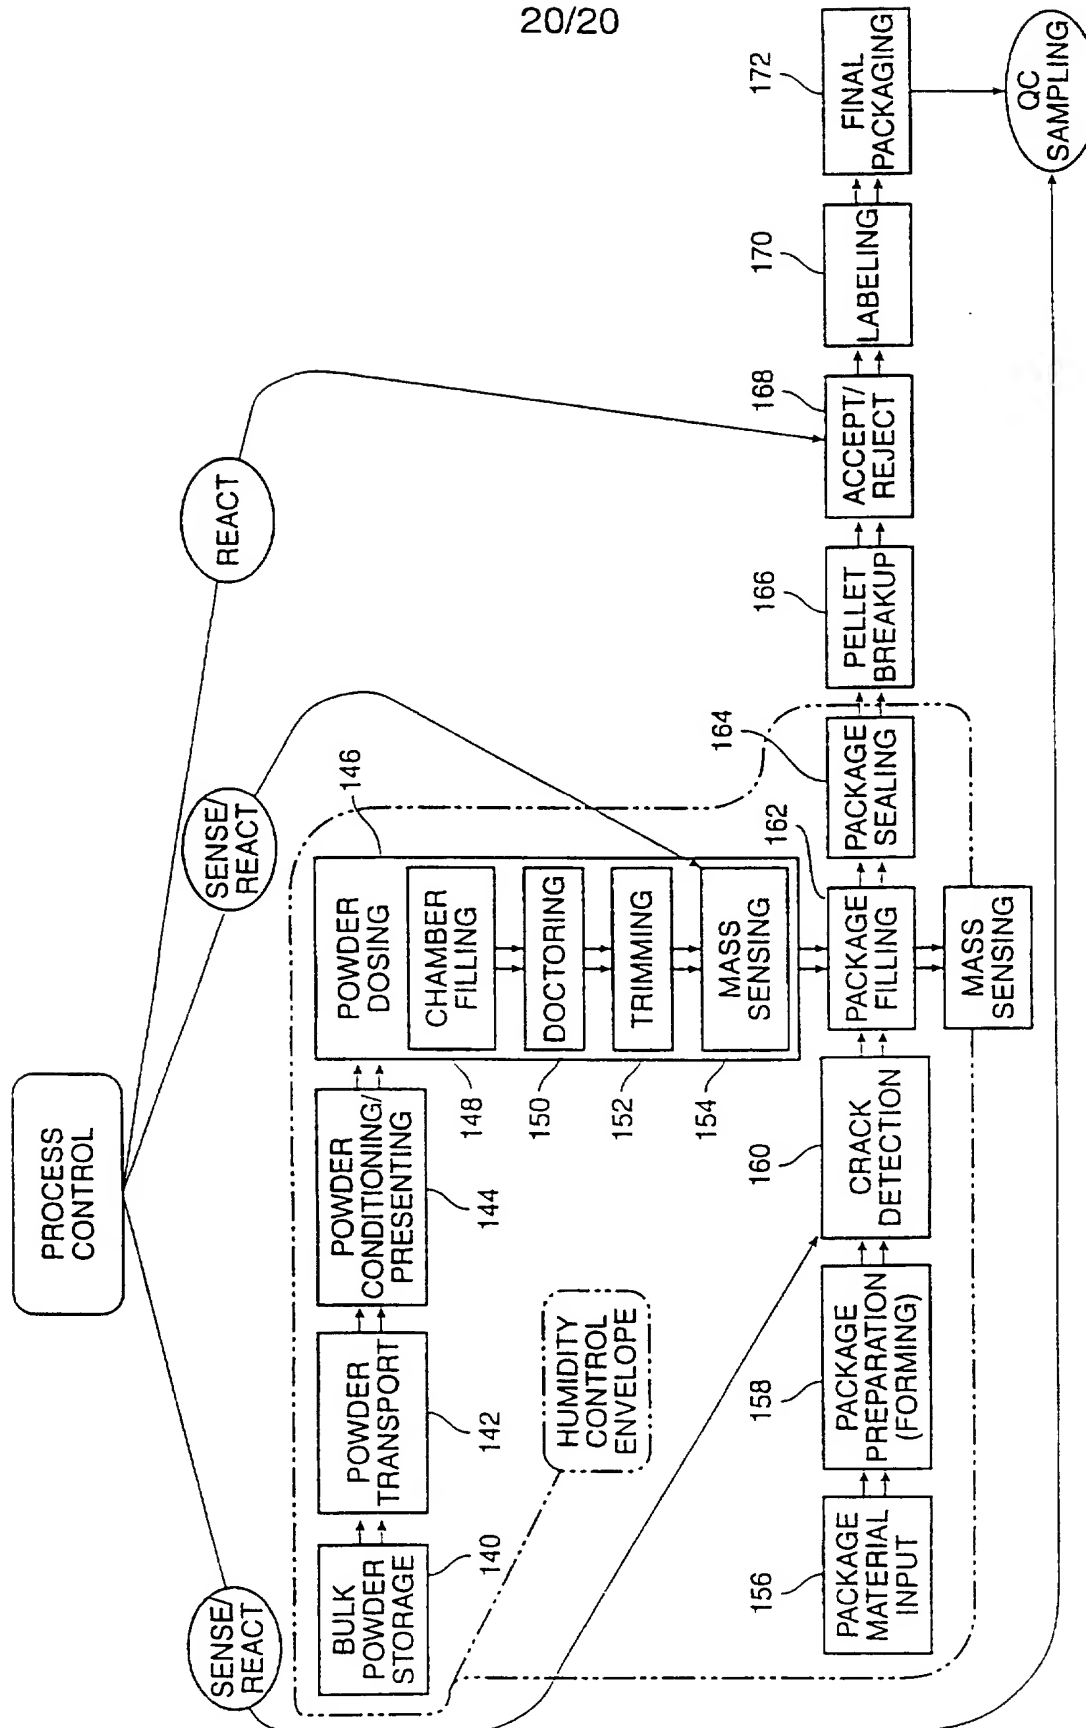 20/20
PROCESS
CONTROL
SENSE/
REACT
SENSE/
REACT
REACT
BULK
POWDER
STORAGE
140
POWDER
TRANSPORT
142
POWDER
CONDITIONING/
PRESENTING
144
POWDER
DOSING
146
CHAMBER
FILLING
148
DOCTORING
150
TRIMMING
152
MASS
SENSING
154
HUMIDITY
CONTROL
ENVELOPE
PACKAGE
MATERIAL
INPUT
156
PACKAGE
PREPARATION
(FORMING)
158
CRACK
DETECTION
160
PACKAGE
FILLING
162
MASS
SENSING
PACKAGE
SEALING
164
PELLET
BREAKUP
166
ACCEPT/
REJECT
168
LABELING
170
FINAL
PACKAGING
172
QC
SAMPLING